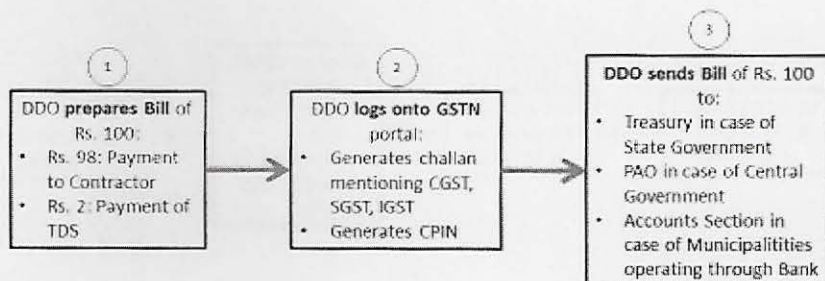 1
DDO prepares Bill of
Rs. 100:
• Rs. 98: Payment
to Contractor
• Rs. 2: Payment of
TDS
2
DDO logs onto GSTN
portal:
• Generates challan
mentioning CGST,
SGST, IGST
• Generates CPIN
3
DDO sends Bill of Rs. 100
to:
• Treasury in case of
State Government
• PAO in case of Central
Government
• Accounts Section in
case of Municipalitities
operating through Bank